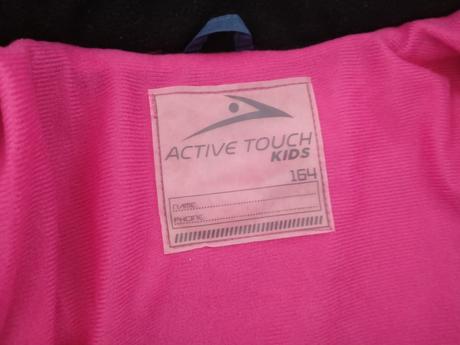 ACTIVE TOUCH
KIDS
164
NAME:
PHONE: